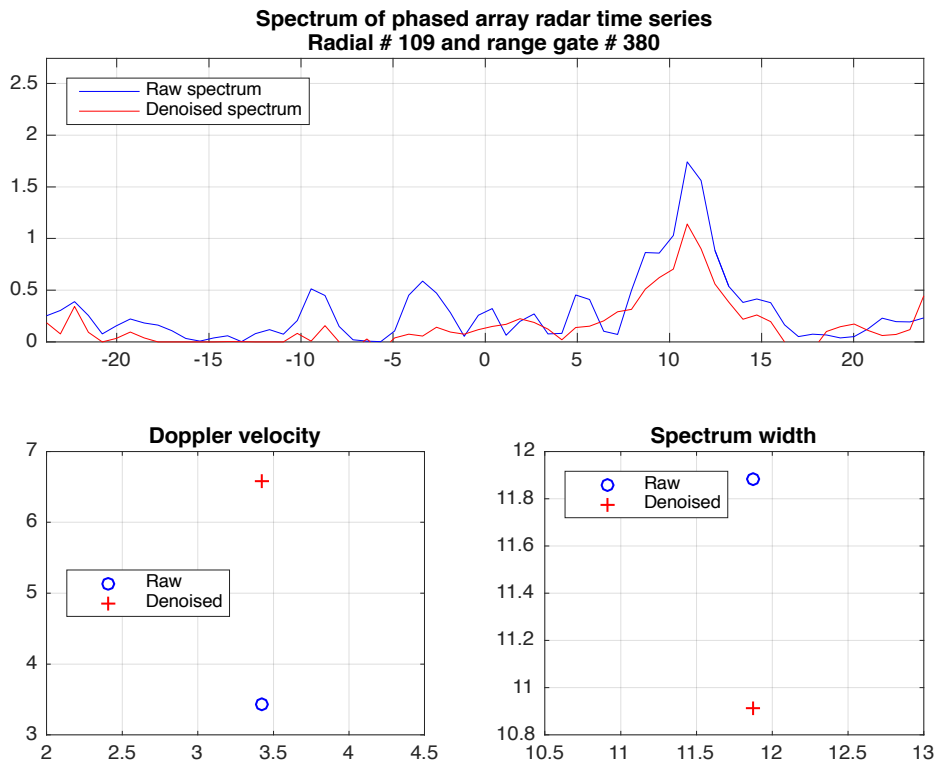 Spectrum of phased array radar time series
Radial # 109 and range gate # 380
2.5
2
1.5
1
0.5
0
Raw spectrum
Denoised spectrum
-20 -15 -10 -5 0 5 10 15 20
Doppler velocity
7
6
5
4
3
Raw
Denoised
2 2.5 3 3.5 4 4.5
Spectrum width
12
11.8
11.6
11.4
11.2
11
10.8
Raw
Denoised
10.5 11 11.5 12 12.5 13